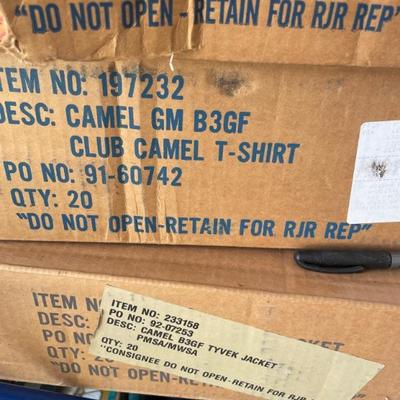 "DO NOT OPEN - RETAIN FOR RJR REP"
ITEM NO: 197232
DESC: CAMEL GM B3GF
CLUB CAMEL T-SHIRT
PO NO: 91-60742
QTY: 20
"DO NOT OPEN-RETAIN FOR RJR REP"
ITEM NO: 233158
PO NO: 92-07253
DESC: CAMEL B3GF TYVEK JACKET
PMSA/MWSA
QTY: 20
"CONSIGNEE DO NOT OPEN-RETAIN FOR RJR
ITEM NO
DESC:
PO NO
QTY: 20
"DO NOT OPEN-RET